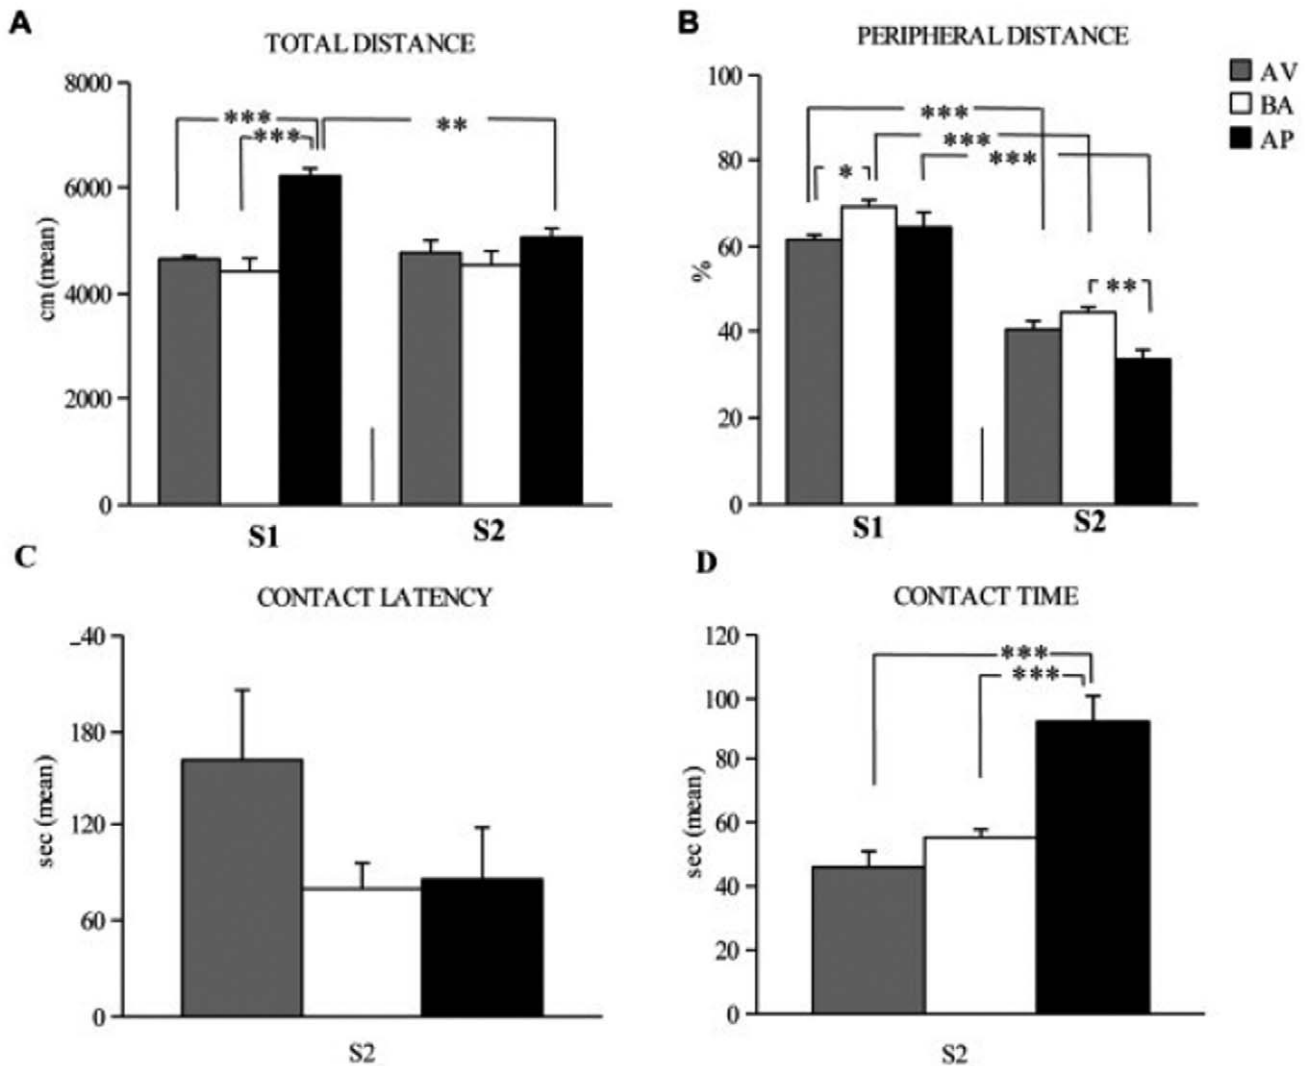 A
TOTAL DISTANCE
8000
6000
4000
2000
0
cm (mean)
***
***
**
S1
S2
B
PERIPHERAL DISTANCE
100
80
60
40
20
0
%
***
***
***
*
**
S1
S2
AV
BA
AP
C
CONTACT LATENCY
_40
180
120
60
0
sec (mean)
S2
D
CONTACT TIME
120
100
80
60
40
20
0
sec (mean)
***
***
S2